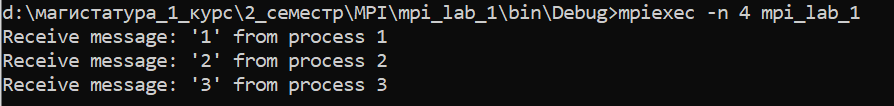 d:\магистатура_1_курс\2_семестр\MPI\mpi_lab_1\bin\Debug>mpiexec -n 4 mpi_lab_1
Receive message: '1' from process 1
Receive message: '2' from process 2
Receive message: '3' from process 3